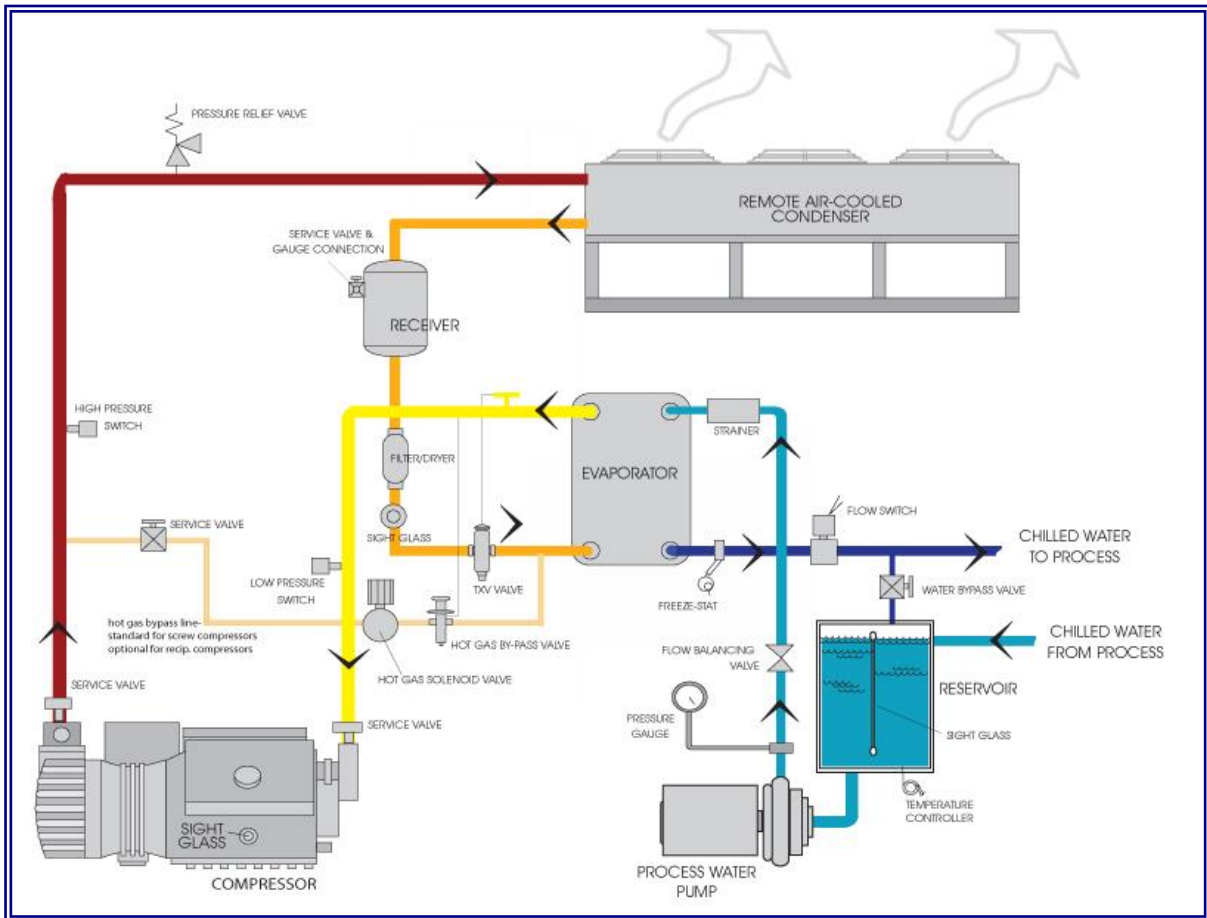 PRESSURE RELIEF VALVE
REMOTE AIR-COOLED
CONDENSER
SERVICE VALVE &
GAUGE CONNECTION
RECEIVER
HIGH PRESSURE
SWITCH
FILTER/DRYER
EVAPORATOR
STRAINER
SERVICE VALVE
SIGHT GLASS
FLOW SWITCH
CHILLED WATER
TO PROCESS
LOW PRESSURE
SWITCH
TXV VALVE
FREEZE-STAT
WATER BYPASS VALVE
hot gas bypass line-
standard for screw compressors
optional for recip. compressors
HOT GAS BY-PASS VALVE
CHILLED WATER
FROM PROCESS
FLOW BALANCING
VALVE
HOT GAS SOLENOID VALVE
SERVICE VALVE
RESERVOIR
SERVICE VALVE
PRESSURE
GAUGE
SIGHT GLASS
TEMPERATURE
CONTROLLER
SIGHT
GLASS
COMPRESSOR
PROCESS WATER
PUMP